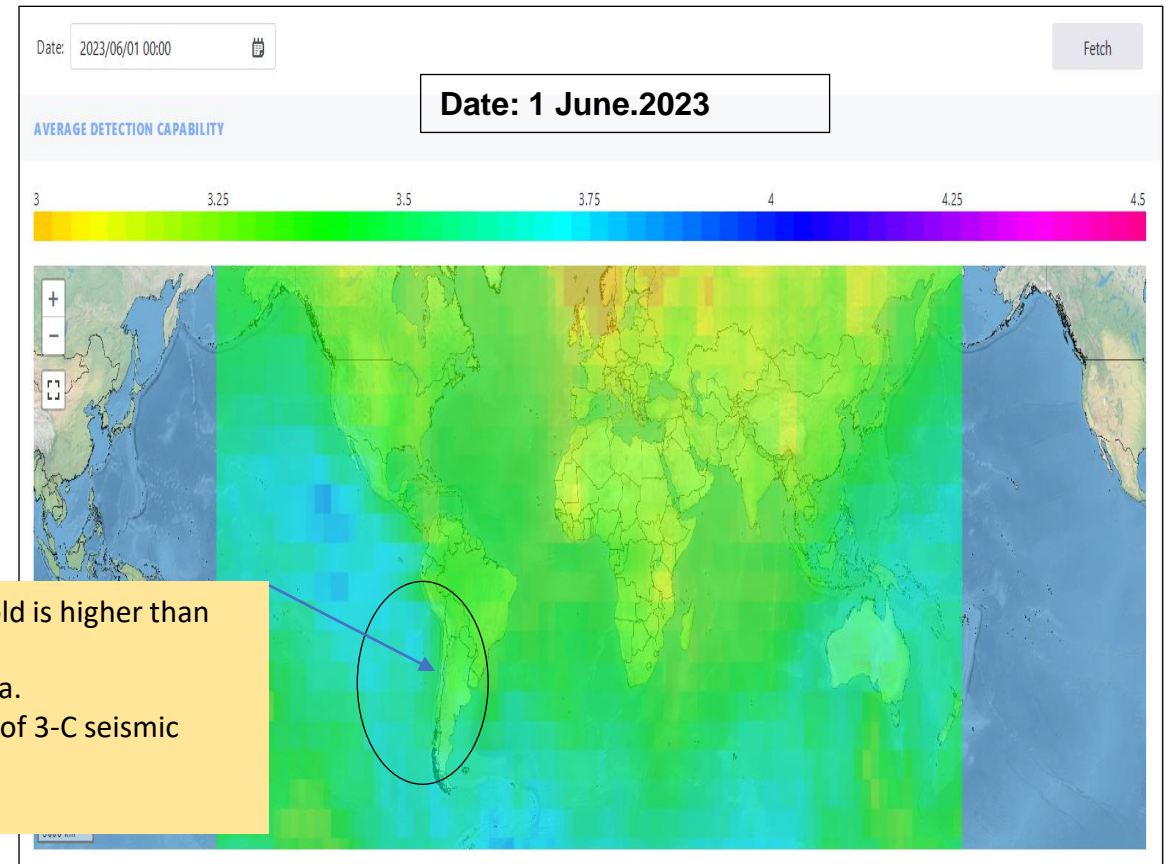 Date: 2023/06/01 00:00
Fetch
Date: 1 June.2023
AVERAGE DETECTION CAPABILITY
3 3.25 3.5 3.75 4 4.25 4.5
+
−
is higher than
a.
of 3-C seismic